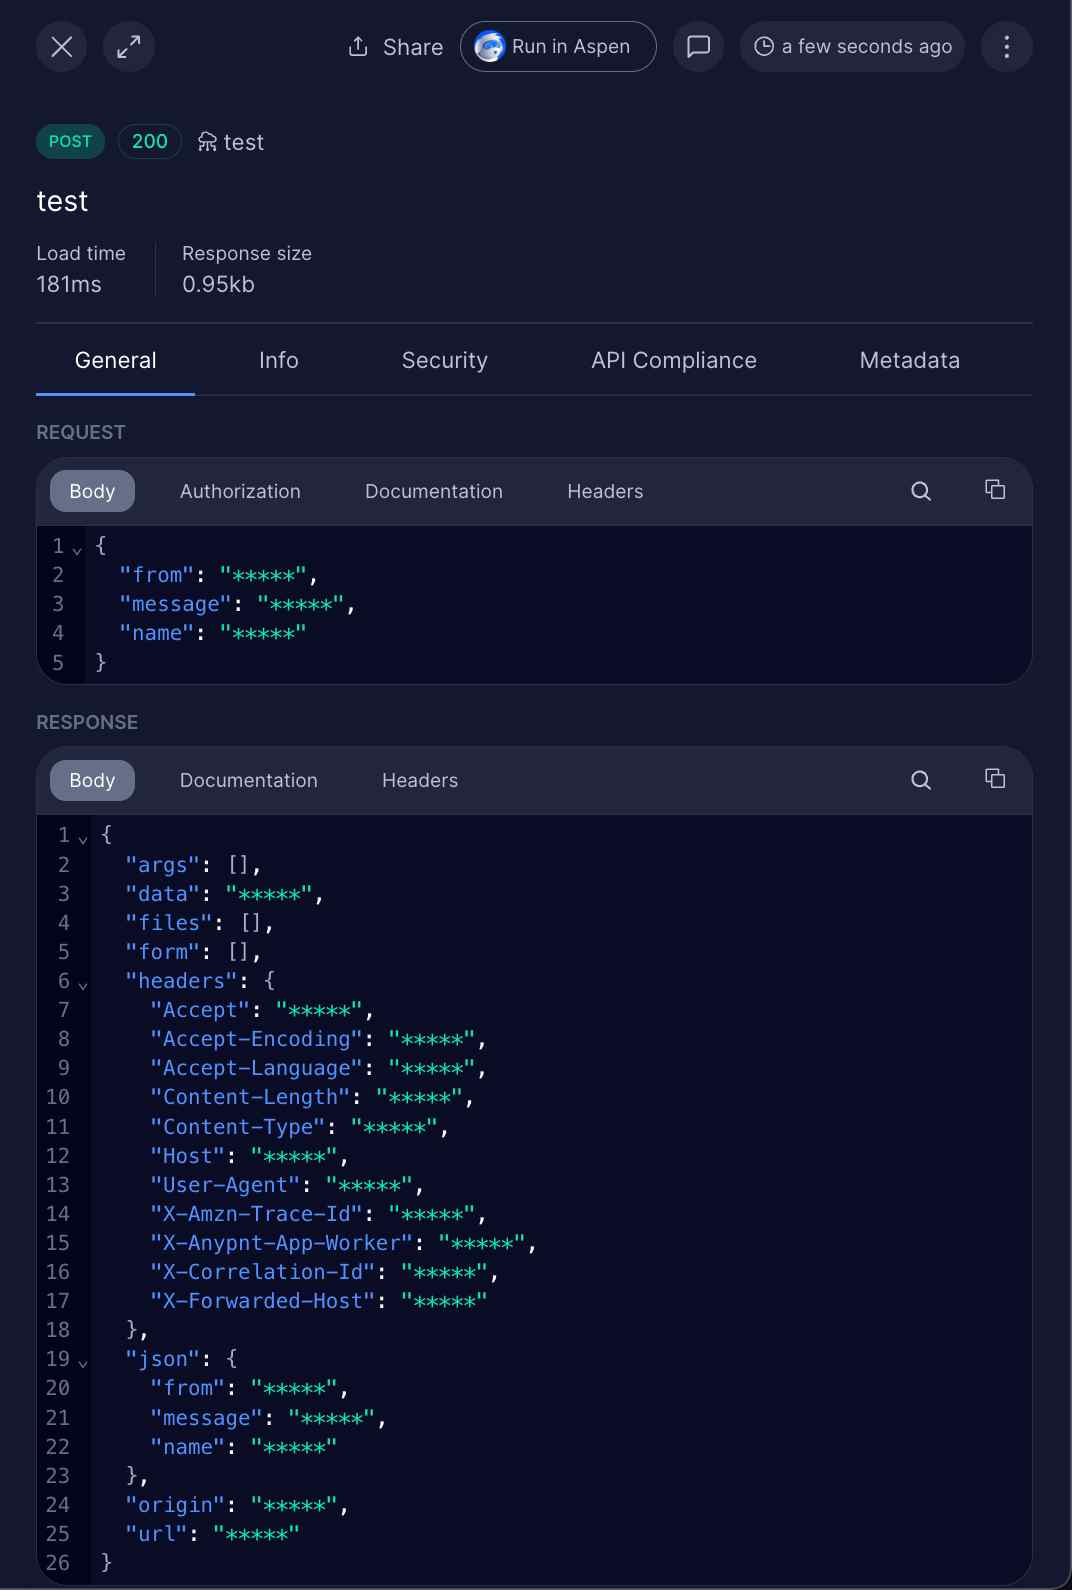 Share
Run in Aspen
a few seconds ago
POST
200
test
test
Load time
Response size
181ms
0.95kb
General
Info
Security
API Compliance
Metadata
REQUEST
Body
Authorization
Documentation
Headers
1 {
2 "from": "*****",
3 "message": "*****",
4 "name": "*****"
5 }
RESPONSE
Body
Documentation
Headers
1 {
2 "args": [],
3 "data": "*****",
4 "files": [],
5 "form": [],
6 "headers": {
7 "Accept": "*****",
8 "Accept-Encoding": "*****",
9 "Accept-Language": "*****",
10 "Content-Length": "*****",
11 "Content-Type": "*****",
12 "Host": "*****",
13 "User-Agent": "*****",
14 "X-Amzn-Trace-Id": "*****",
15 "X-Anypnt-App-Worker": "*****",
16 "X-Correlation-Id": "*****",
17 "X-Forwarded-Host": "*****"
18 },
19 "json": {
20 "from": "*****",
21 "message": "*****",
22 "name": "*****"
23 },
24 "origin": "*****",
25 "url": "*****"
26 }